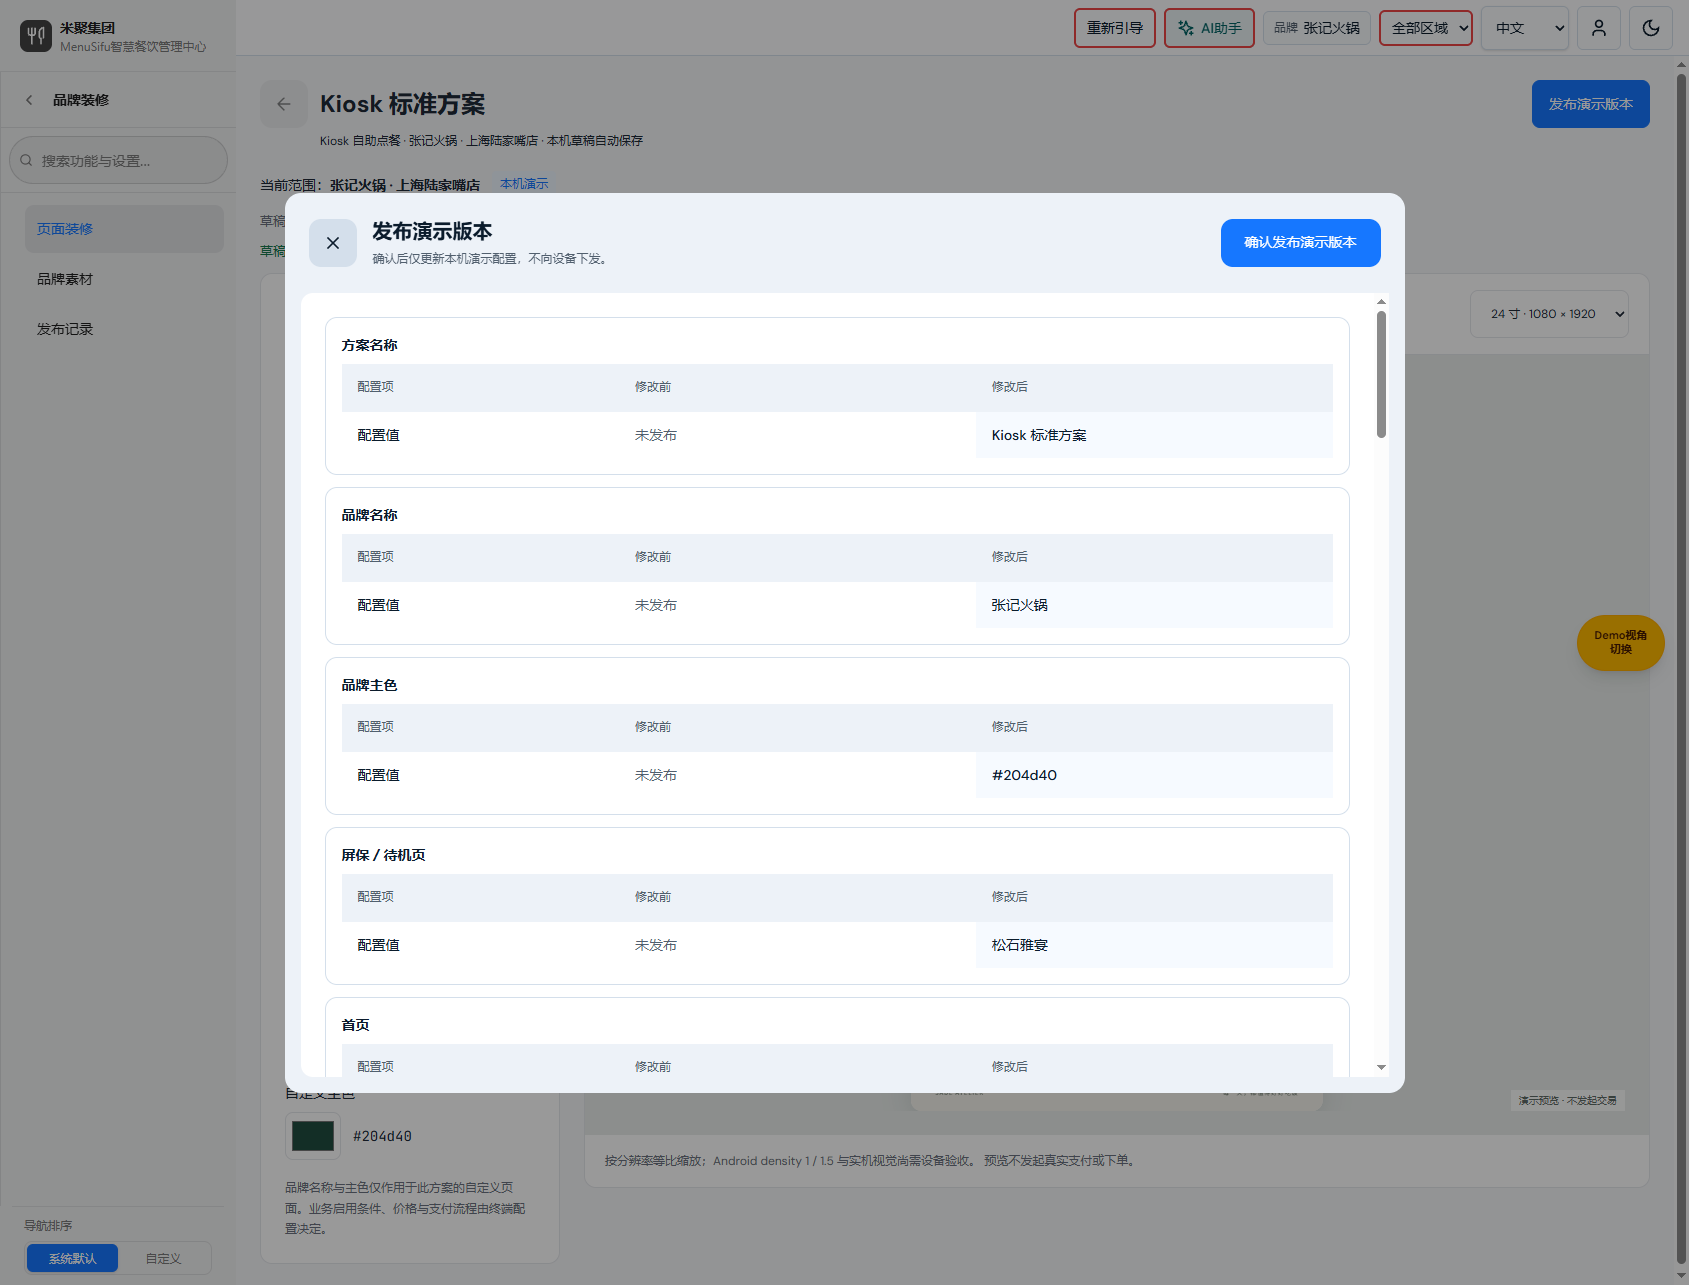 米聚集团
MenuSifu智慧餐饮管理中心
重新引导
AI助手
品牌 张记火锅
全部区域
中文
品牌装修
搜索功能与设置...
页面装修
品牌素材
发布记录
Kiosk 标准方案
Kiosk 自助点餐 · 张记火锅 · 上海陆家嘴店 · 本机草稿自动保存
发布演示版本
当前范围：张记火锅 · 上海陆家嘴店 本机演示
草稿
草稿
24 寸 · 1080 × 1920
发布演示版本
确认后仅更新本机演示配置，不向设备下发。
确认发布演示版本
方案名称
配置项 修改前 修改后
配置值 未发布 Kiosk 标准方案
品牌名称
配置项 修改前 修改后
配置值 未发布 张记火锅
品牌主色
配置项 修改前 修改后
配置值 未发布 #204d40
屏保 / 待机页
配置项 修改前 修改后
配置值 未发布 松石雅宴
首页
配置项 修改前 修改后
Demo视角
切换
自定义主色
#204d40
品牌名称与主色仅作用于此方案的自定义页
面。业务启用条件、价格与支付流程由终端配
置决定。
演示预览 · 不发起交易
按分辨率等比缩放；Android density 1 / 1.5 与实机视觉尚需设备验收。 预览不发起真实支付或下单。
导航排序
系统默认
自定义